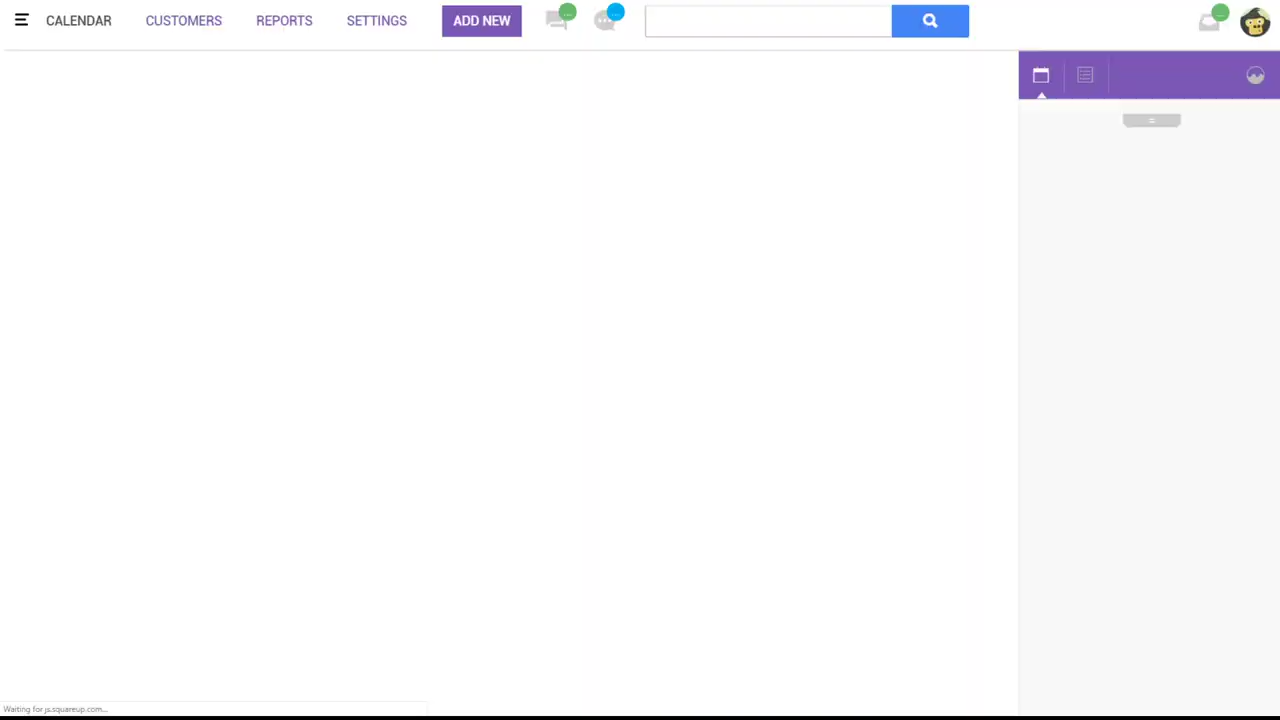 CALENDAR CUSTOMERS REPORTS SETTINGS ADD NEW ... ... ...
Waiting for js.squareup.com...